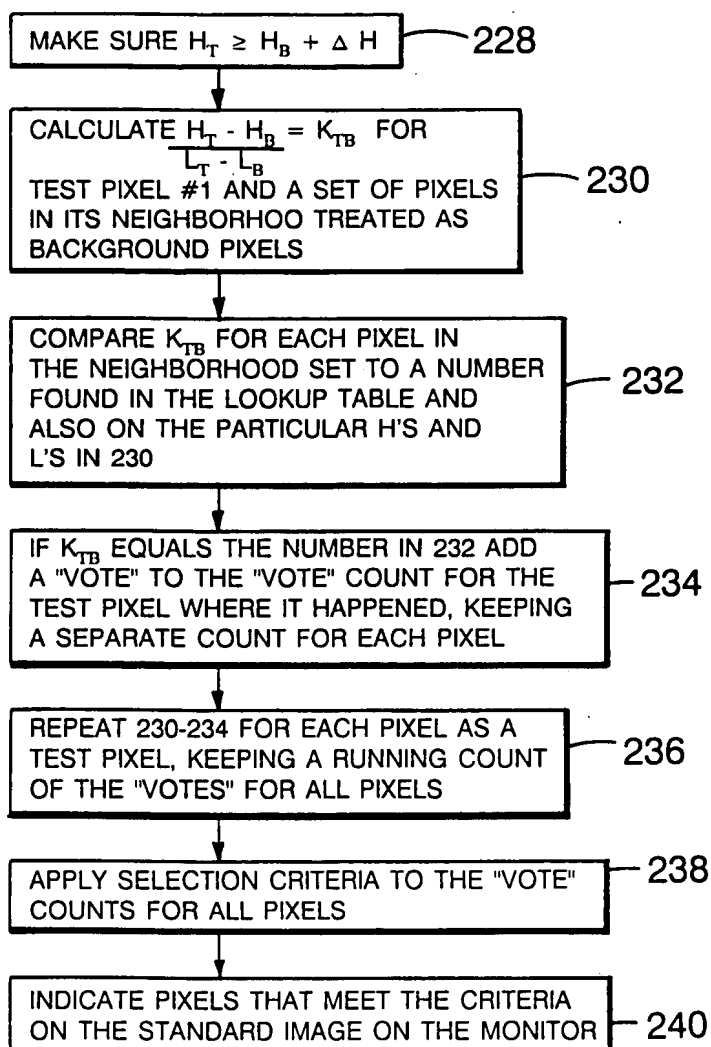 MAKE SURE H_T ≥ H_B + Δ H
228
CALCULATE H_T - H_B = K_TB FOR
L_T - L_B
TEST PIXEL #1 AND A SET OF PIXELS
IN ITS NEIGHBORHOO TREATED AS
BACKGROUND PIXELS
230
COMPARE K_TB FOR EACH PIXEL IN
THE NEIGHBORHOOD SET TO A NUMBER
FOUND IN THE LOOKUP TABLE AND
ALSO ON THE PARTICULAR H'S AND
L'S IN 230
232
IF K_TB EQUALS THE NUMBER IN 232 ADD
A "VOTE" TO THE "VOTE" COUNT FOR THE
TEST PIXEL WHERE IT HAPPENED, KEEPING
A SEPARATE COUNT FOR EACH PIXEL
234
REPEAT 230-234 FOR EACH PIXEL AS A
TEST PIXEL, KEEPING A RUNNING COUNT
OF THE "VOTES" FOR ALL PIXELS
236
APPLY SELECTION CRITERIA TO THE "VOTE"
COUNTS FOR ALL PIXELS
238
INDICATE PIXELS THAT MEET THE CRITERIA
ON THE STANDARD IMAGE ON THE MONITOR
240